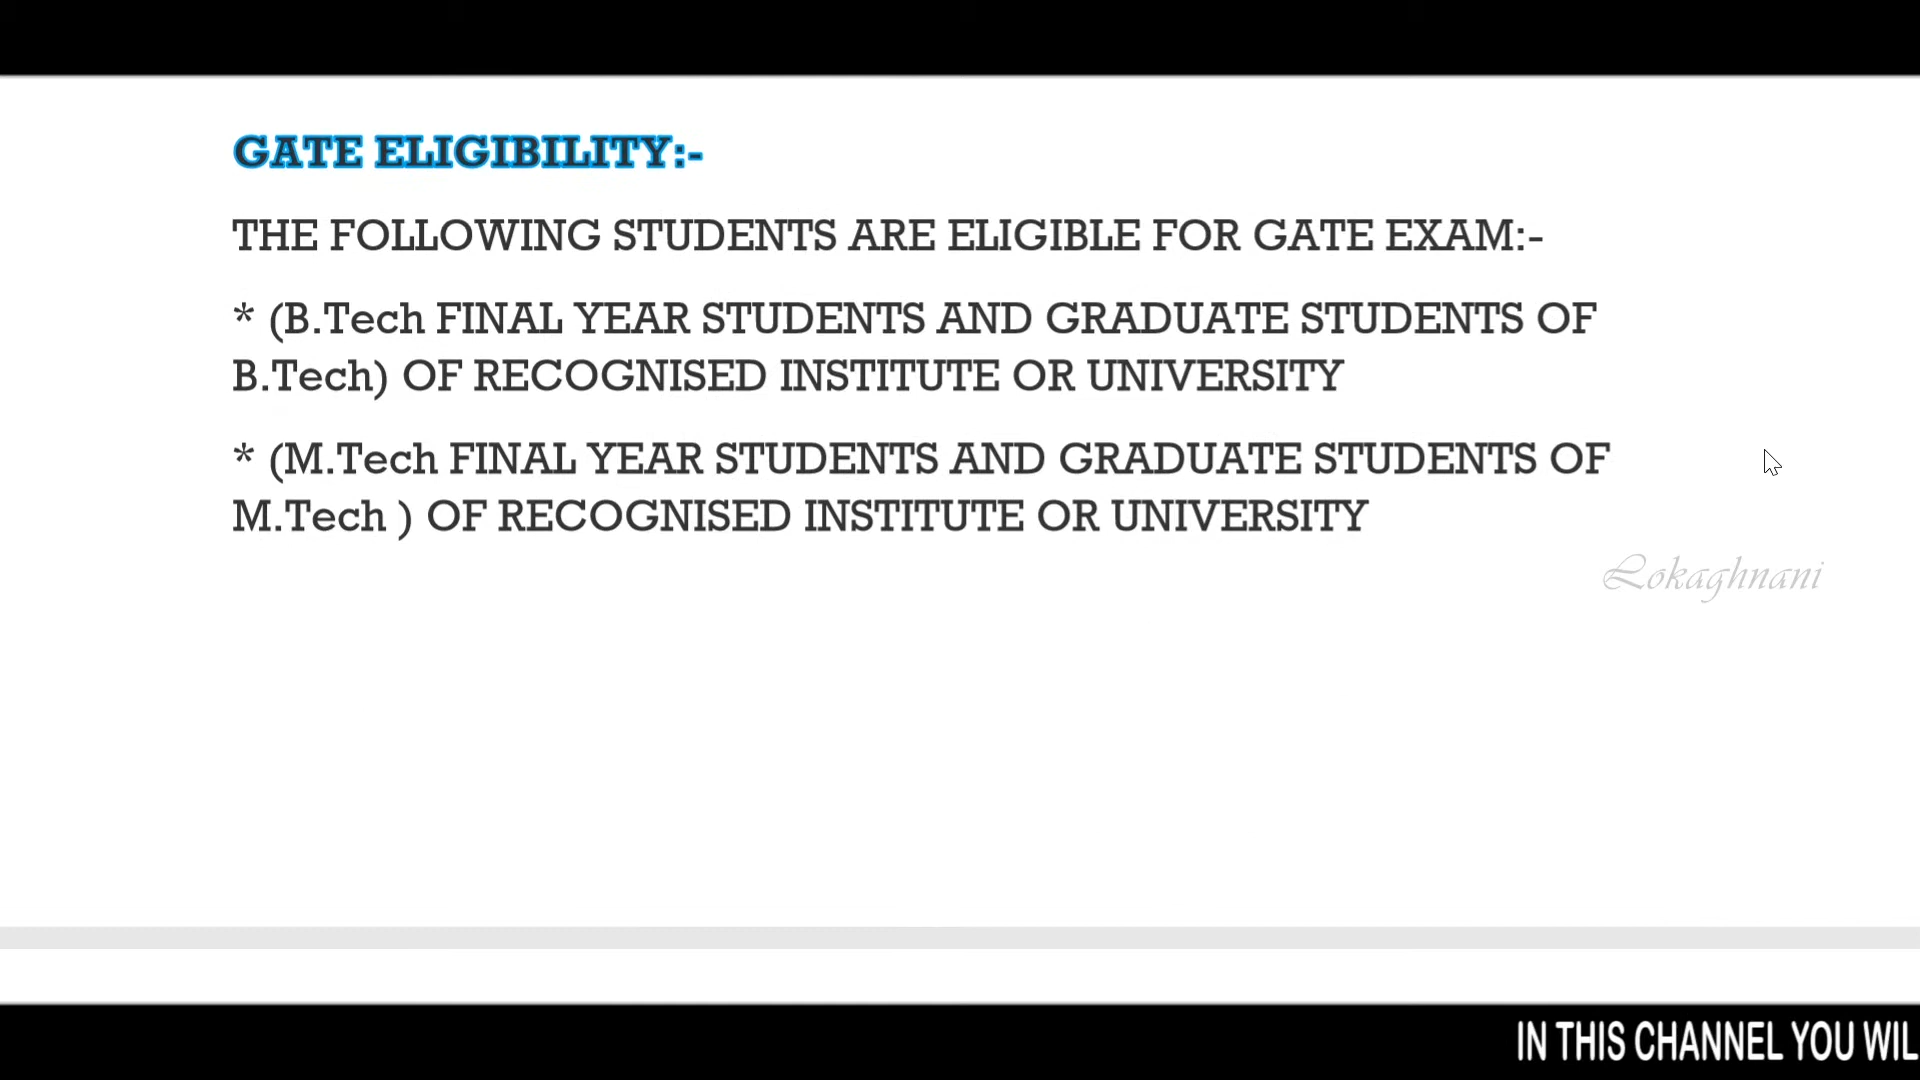 GATE ELIGIBILITY:-
THE FOLLOWING STUDENTS ARE ELIGIBLE FOR GATE EXAM:-
* (B.Tech FINAL YEAR STUDENTS AND GRADUATE STUDENTS OF
B.Tech) OF RECOGNISED INSTITUTE OR UNIVERSITY
* (M.Tech FINAL YEAR STUDENTS AND GRADUATE STUDENTS OF
M.Tech ) OF RECOGNISED INSTITUTE OR UNIVERSITY
Lokaghnani
IN THIS CHANNEL YOU WIL